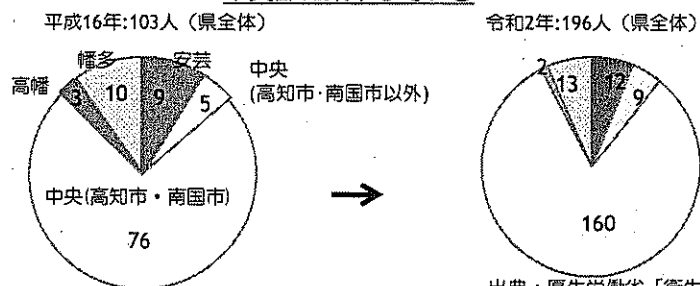 平成16年:103人（県全体）
令和2年:196人（県全体）
幡多
安芸
高幡
中央
(高知市・南国市以外)
3
10
9
5
中央(高知市・南国市)
76
→
2
13
12
9
160
出典：厚生労働省「衛生